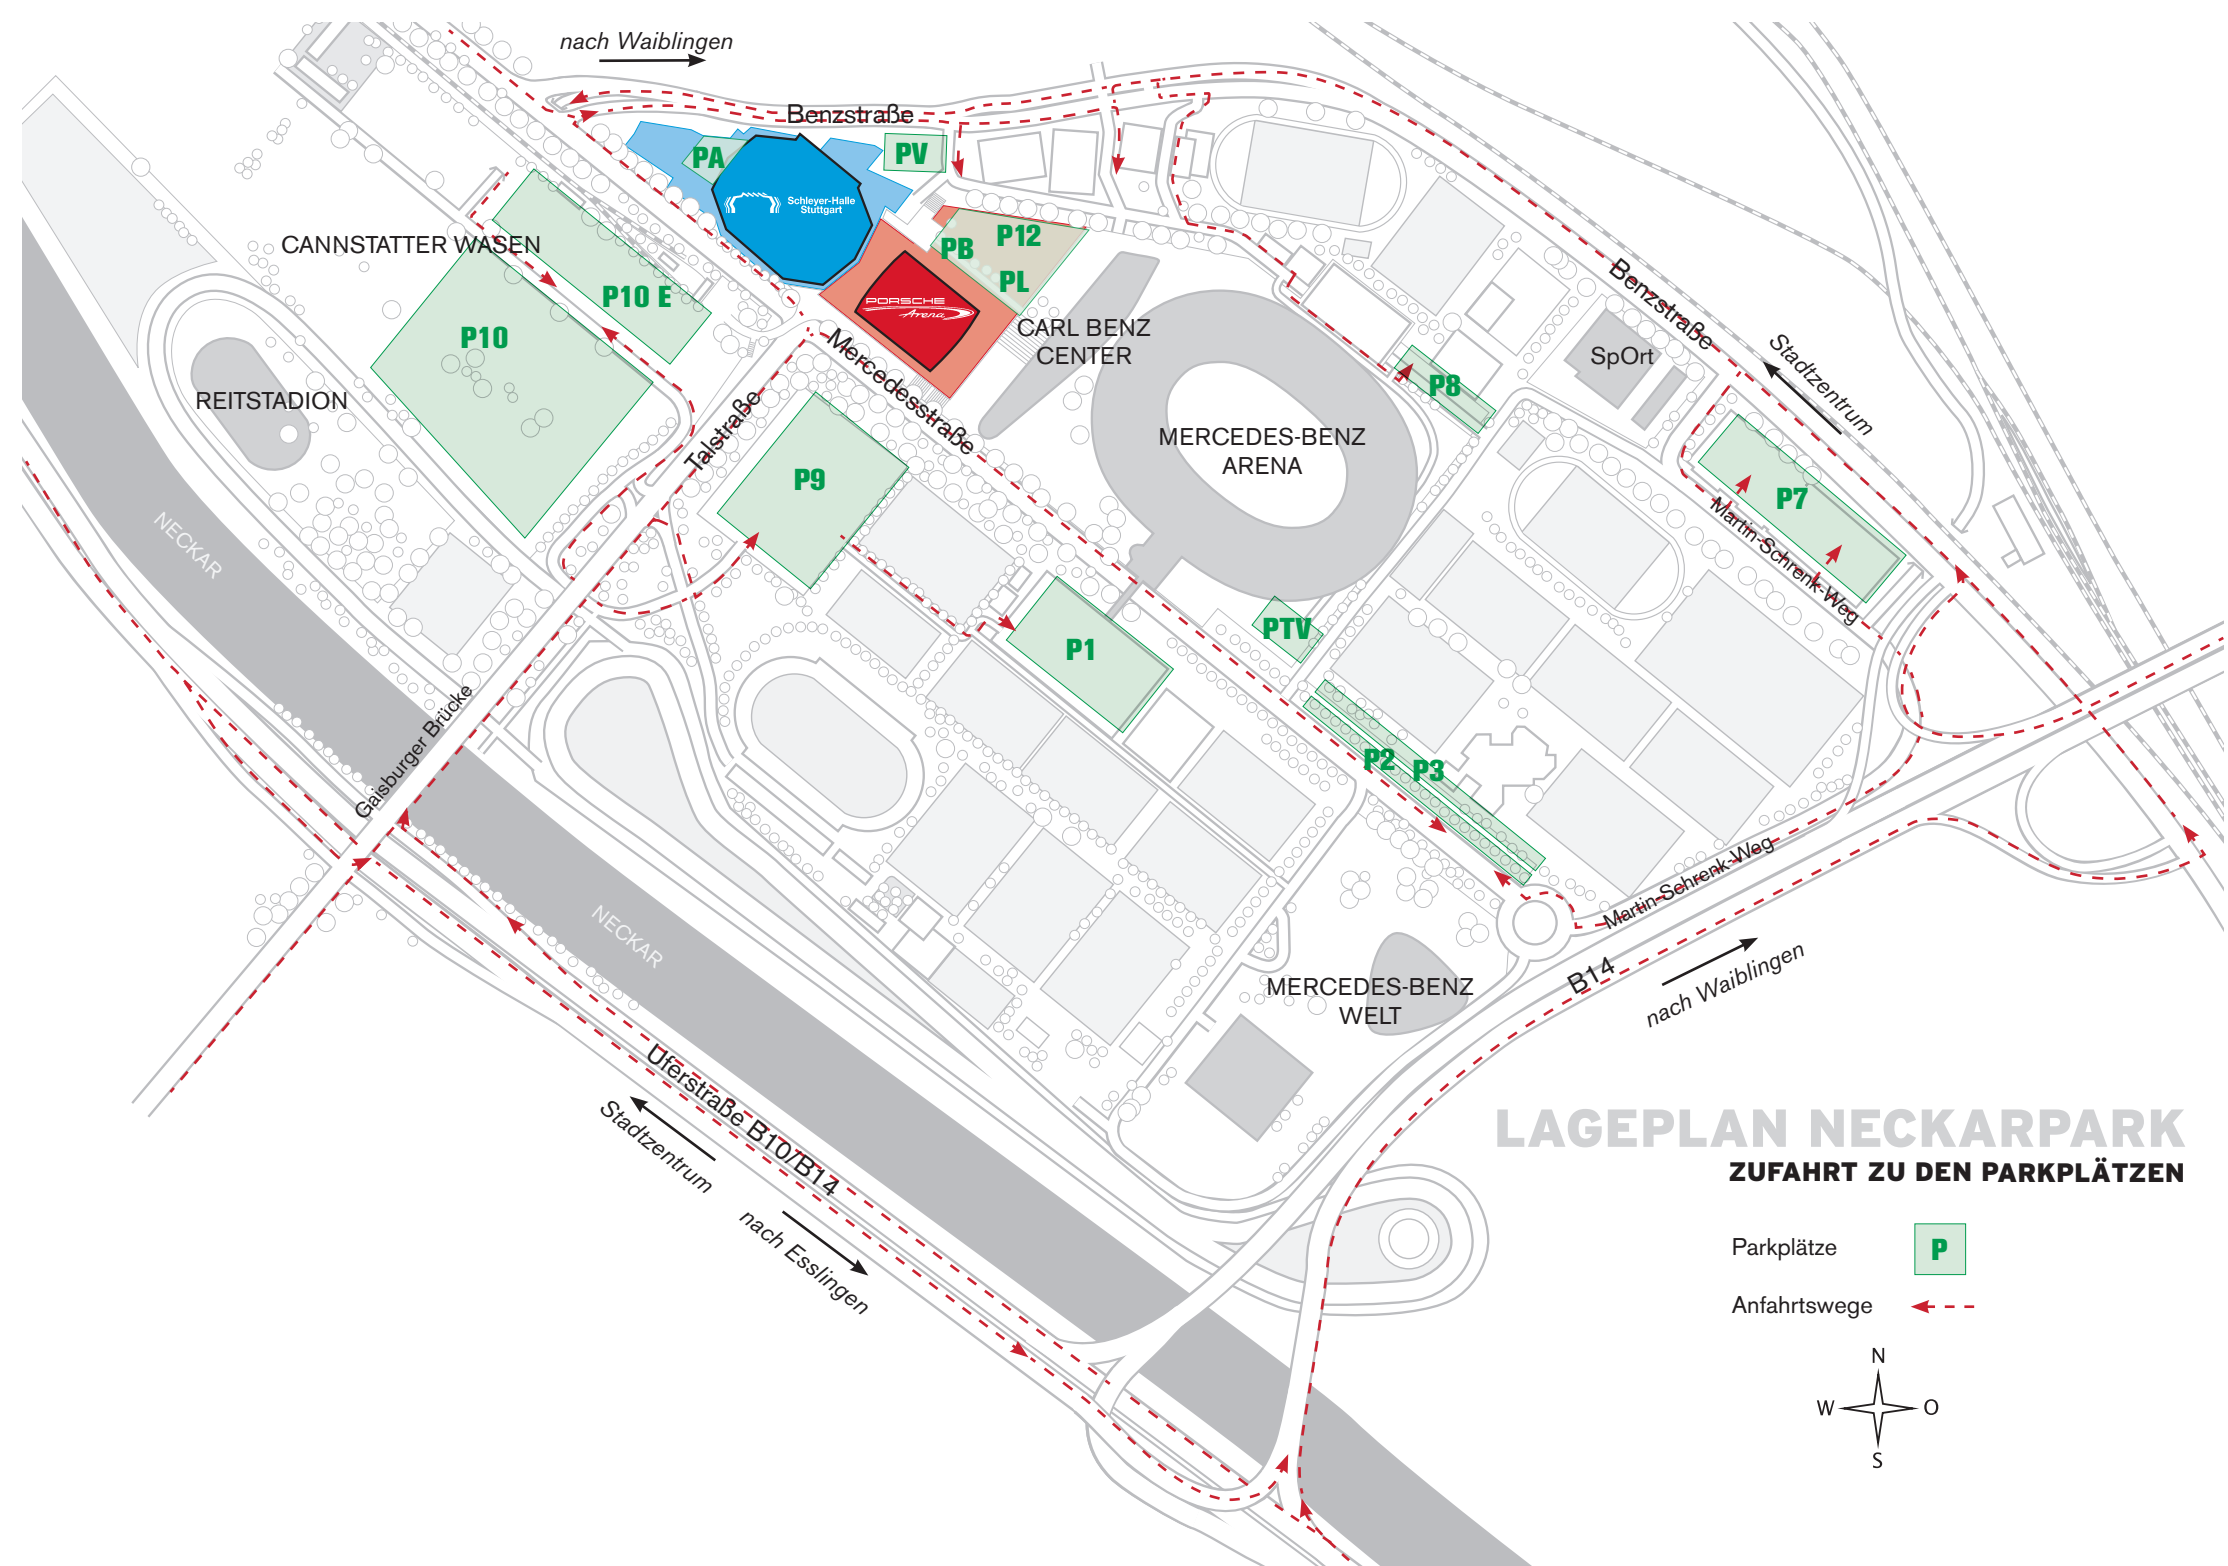 nach Waiblingen
Benzstraße
PA
PV
Schleyer-Halle
Stuttgart
CANNSTATTER WASEN
P12
PB
PL
P10 E
PORSCHE
Arena
P10
REITSTADION
CARL BENZ
CENTER
Mercedesstraße
Talstraße
Benzstraße
Stadtzentrum
SpOrt
P8
MERCEDES-BENZ
ARENA
P9
P7
Martin-Schrenk-Weg
NECKAR
P1
PTV
Gaisburger Brücke
P2
P3
NECKAR
Martin-Schrenk-Weg
B14
nach Waiblingen
MERCEDES-BENZ
WELT
Uferstraße B10/B14
Stadtzentrum
nach Esslingen
LAGEPLAN NECKARPARK
ZUFAHRT ZU DEN PARKPLÄTZEN
Parkplätze
P
Anfahrtswege
N
W
O
S